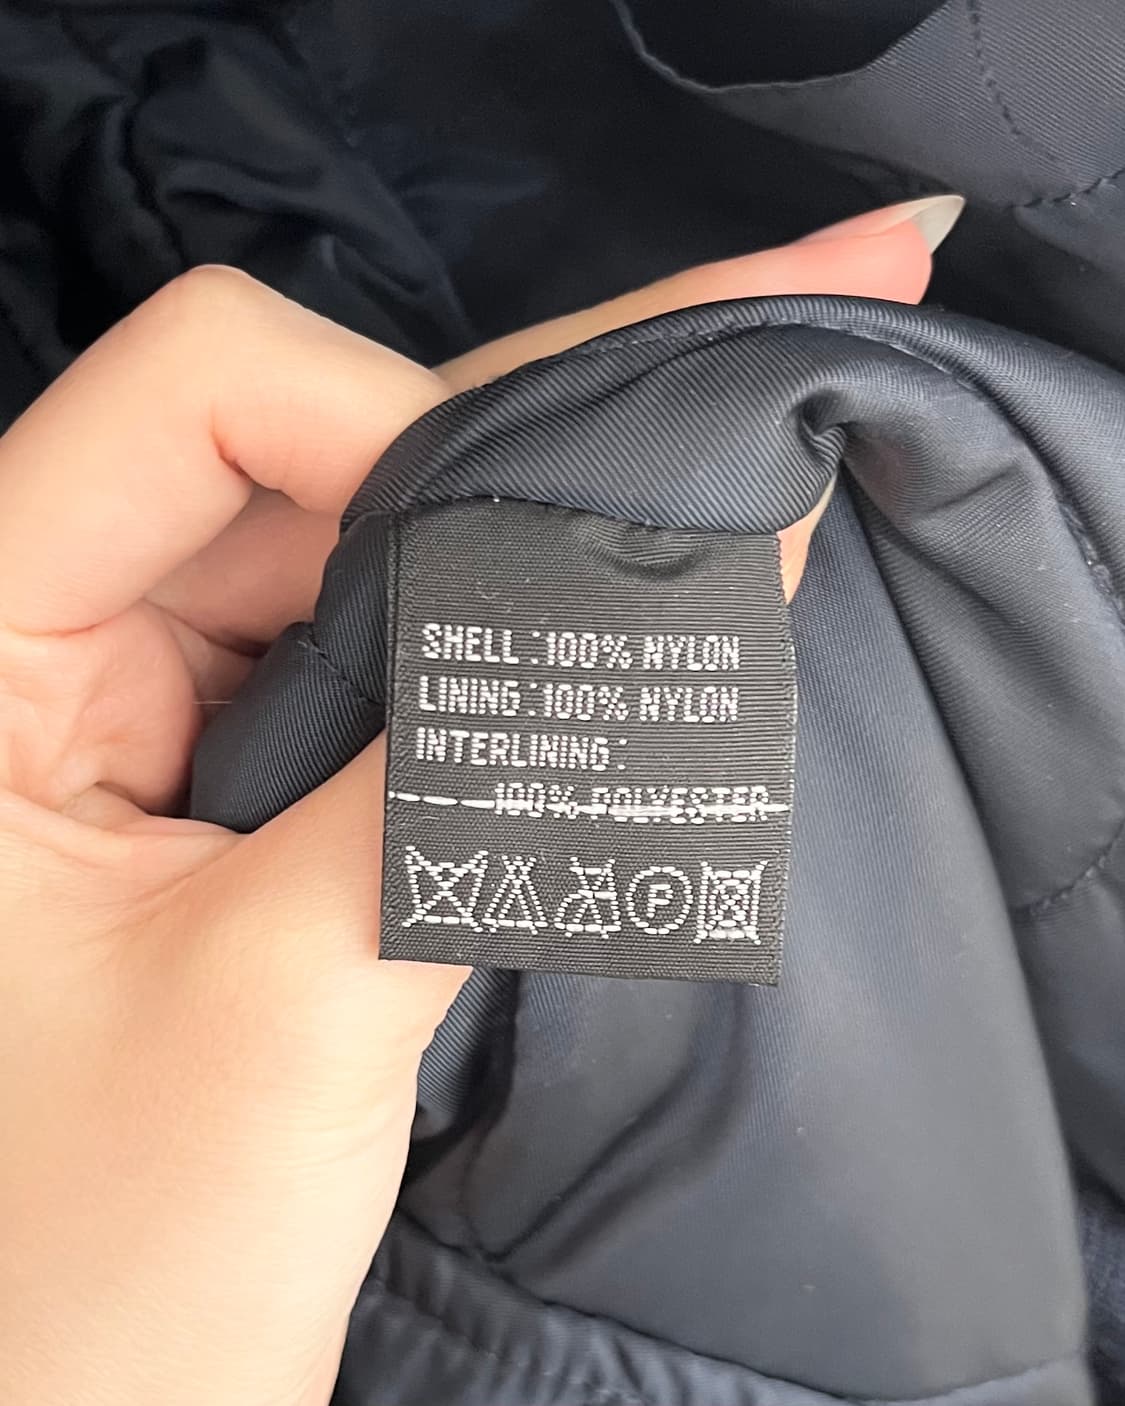 SHELL :100% NYLON
LINING :100% NYLON
INTERLINING :
100% POLYESTER
P